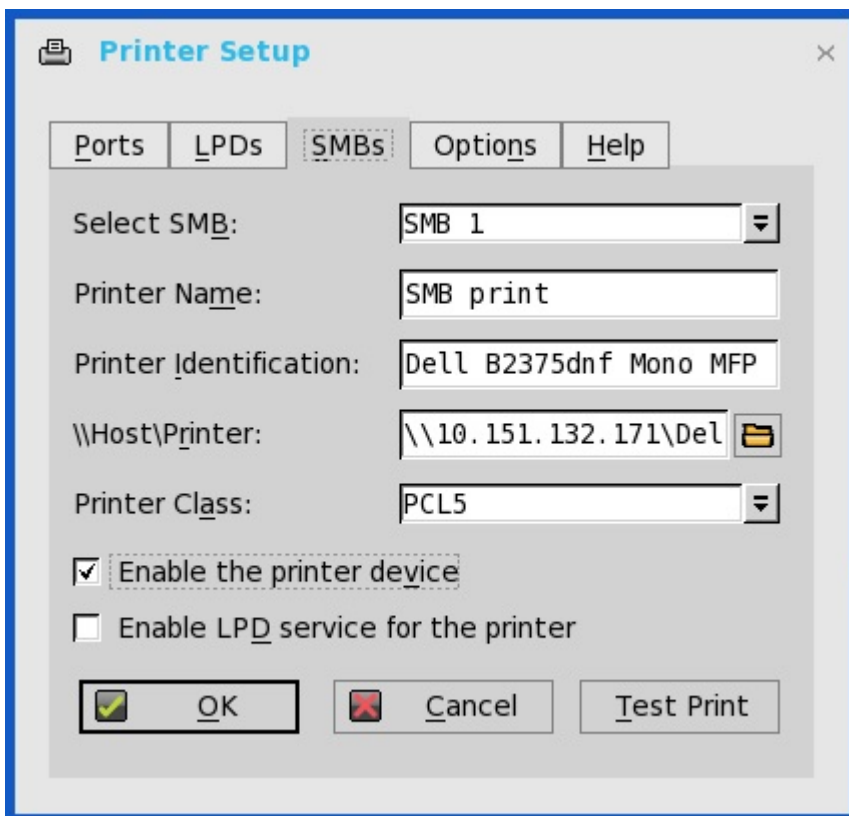 Printer Setup
Ports LPDs SMBs Options Help
Select SMB: SMB 1
Printer Name: SMB print
Printer Identification: Dell B2375dnf Mono MFP
\\Host\Printer: \\10.151.132.171\Del
Printer Class: PCL5
Enable the printer device
Enable LPD service for the printer
OK Cancel Test Print